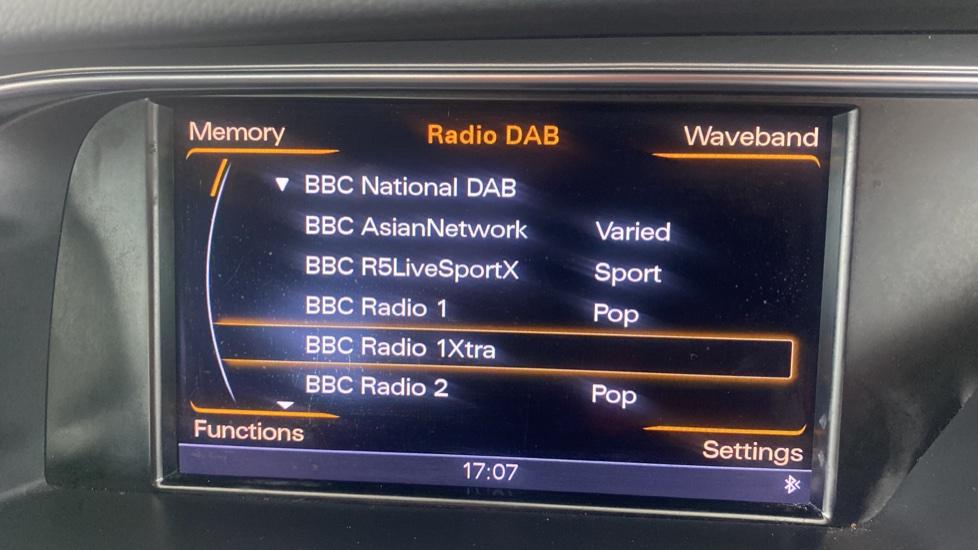 Memory Radio DAB Waveband
BBC National DAB
BBC AsianNetwork Varied
BBC R5LiveSportX Sport
BBC Radio 1 Pop
BBC Radio 1Xtra
BBC Radio 2 Pop
Functions Settings
17:07